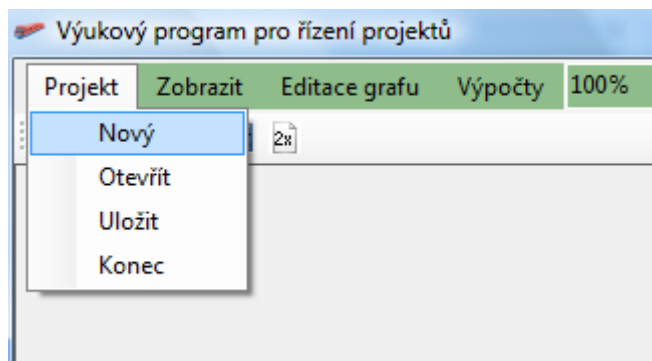 Výukový program pro řízení projektů
Projekt Zobrazit Editace grafu Výpočty 100%
Nový 2x
Otevřít
Uložit
Konec